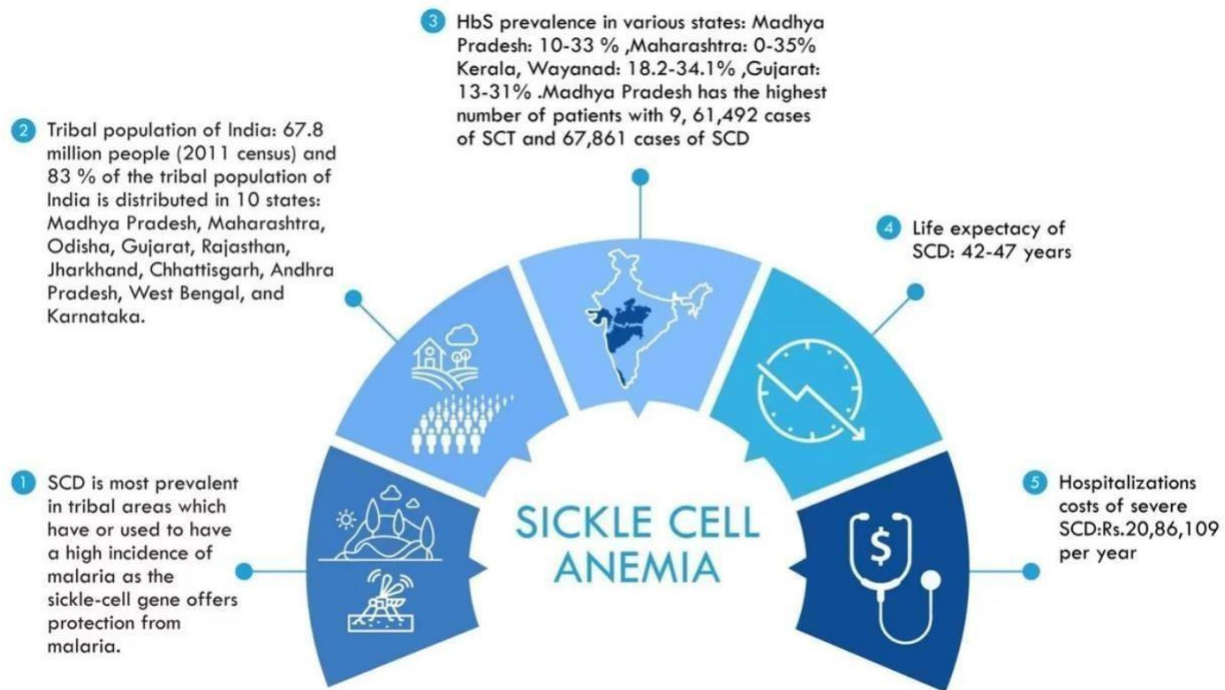 1 SCD is most prevalent
in tribal areas which
have or used to have
a high incidence of
malaria as the
sickle-cell gene offers
protection from
malaria.
2 Tribal population of India: 67.8
million people (2011 census) and
83 % of the tribal population of
India is distributed in 10 states:
Madhya Pradesh, Maharashtra,
Odisha, Gujarat, Rajasthan,
Jharkhand, Chhattisgarh, Andhra
Pradesh, West Bengal, and
Karnataka.
3 HbS prevalence in various states: Madhya
Pradesh: 10-33 % ,Maharashtra: 0-35%
Kerala, Wayanad: 18.2-34.1% ,Gujarat:
13-31% .Madhya Pradesh has the highest
number of patients with 9, 61,492 cases
of SCT and 67,861 cases of SCD
4 Life expectacy of
SCD: 42-47 years
5 Hospitalizations
costs of severe
SCD:Rs.20,86,109
per year
$
SICKLE CELL
ANEMIA